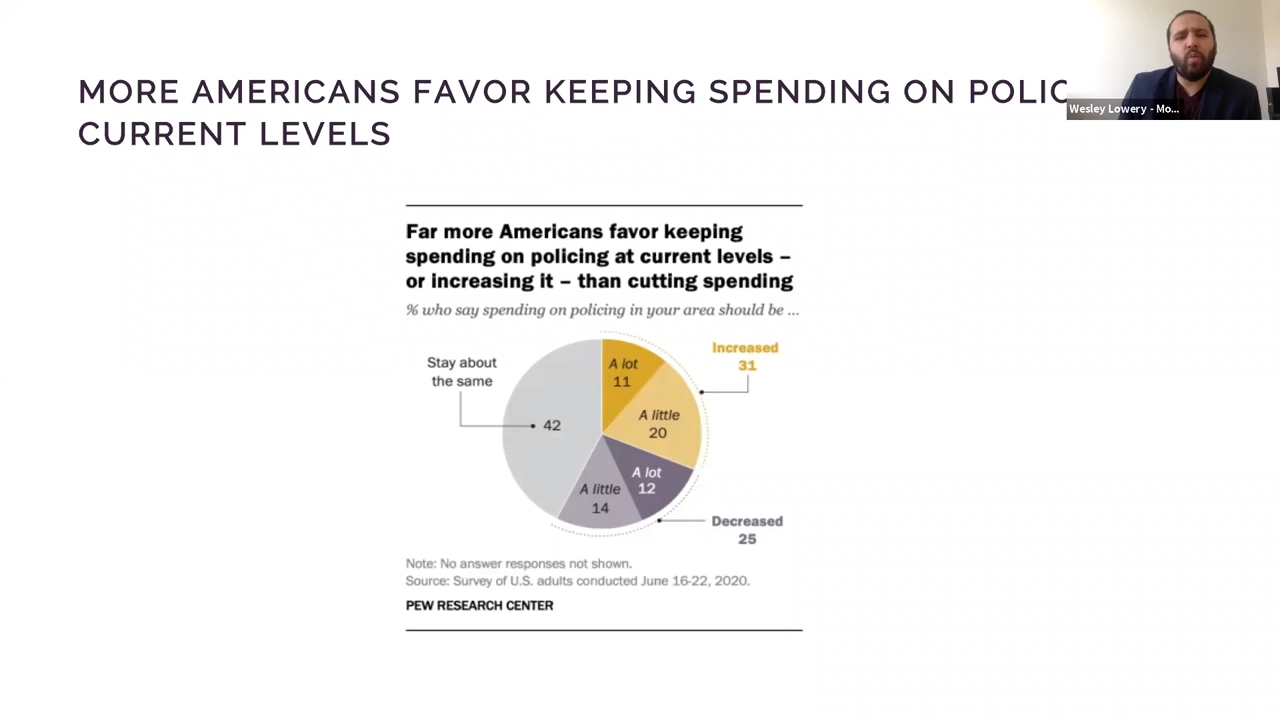 MORE AMERICANS FAVOR KEEPING SPENDING ON POLIC
CURRENT LEVELS
Wesley Lowery - Mo...
Far more Americans favor keeping
spending on policing at current levels –
or increasing it – than cutting spending
% who say spending on policing in your area should be ...
Stay about
the same
42
A lot
11
A little
20
Increased
31
A lot
12
A little
14
Decreased
25
Note: No answer responses not shown.
Source: Survey of U.S. adults conducted June 16-22, 2020.
PEW RESEARCH CENTER